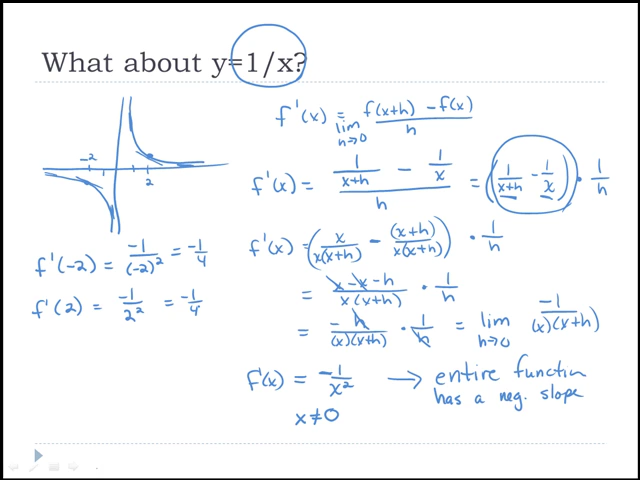 What about y=1/x?
f'(x) = lim h→0 f(x+h) - f(x) / h
-2
2
f'(x) = (1/(x+h) - 1/x) / h = (1/(x+h) - 1/x) · 1/h
f'(x) = (x/x(x+h) - (x+h)/x(x+h)) · 1/h
f'(-2) = -1/(-2)² = -1/4
= x-x-h / x(x+h) · 1/h
f'(2) = -1/2² = -1/4
= -h/(x)(x+h) · 1/h = lim h→0 -1/(x)(x+h)
f'(x) = -1/x² → entire function
has a neg. slope
x≠0